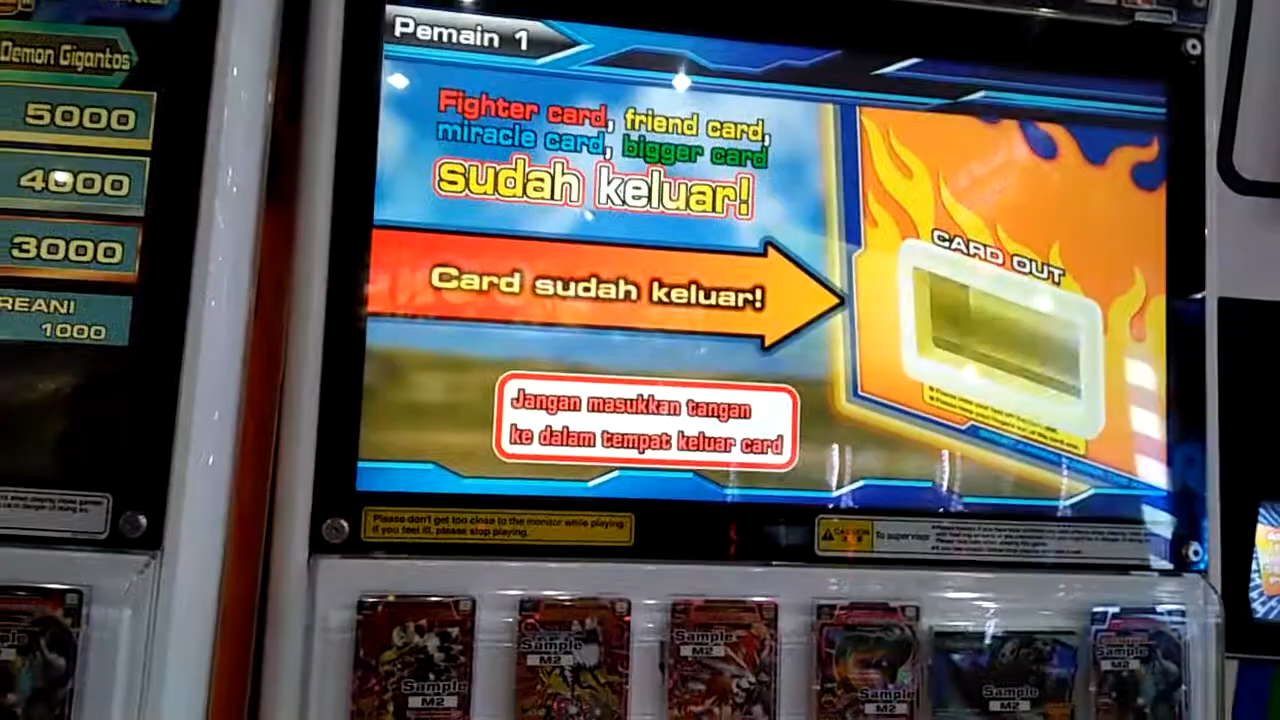 Demon Gigantos
5000
4000
3000
REANI
1000
Pemain 1
Fighter card, friend card,
miracle card, bigger card
sudah keluar!
Card sudah keluar!
CARD OUT
Jangan masukkan tangan
ke dalam tempat keluar card
Please don't get too close to the monitor while playing.
If you feel ill, please stop playing.
CAUTION
To supervisor
Sample
M2
Sample
M2
Sample
M2
Sample
M2
Sample
M2
Sample
M2